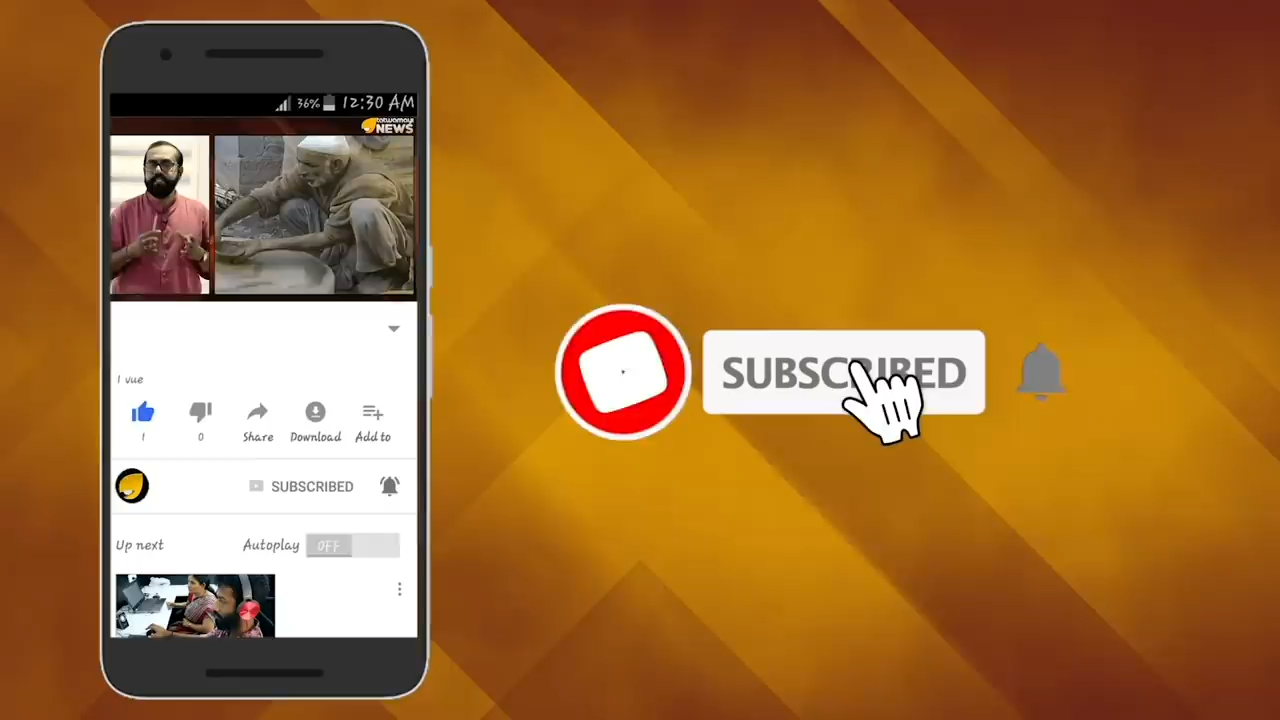 36% 12:30 AM
tatwamayi
NEWS
1 vue
1
0
Share
Download
Add to
SUBSCRIBED
Up next
Autoplay
OFF
SUBSCRIBED